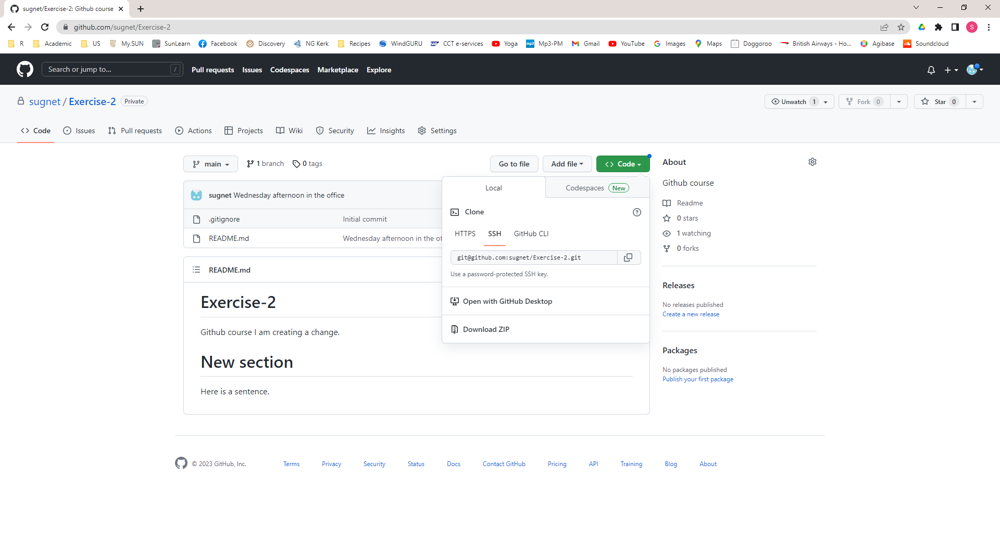 sugnet/Exercise-2: Github course
github.com/sugnet/Exercise-2
S
R Academic US My.SUN SunLearn Facebook Discovery NG Kerk Recipes WindGURU CCT e-services Yoga Mp3-PM Gmail YouTube Images Maps Doggoroo British Airways - Ho... Agibase Soundcloud
Search or jump to... / Pull requests Issues Codespaces Marketplace Explore
sugnet / Exercise-2 Private Unwatch 1 Fork 0 Star 0
Code Issues Pull requests Actions Projects Wiki Security Insights Settings
main 1 branch 0 tags Go to file Add file Code
sugnet Wednesday afternoon in the office
.gitignore Initial commit
README.md Wednesday afternoon in the of
README.md
Exercise-2
Github course I am creating a change.
New section
Here is a sentence.
Local Codespaces New
Clone
HTTPS SSH GitHub CLI
git@github.com:sugnet/Exercise-2.git
Use a password-protected SSH key.
Open with GitHub Desktop
Download ZIP
About
Github course
Readme
0 stars
1 watching
0 forks
Releases
No releases published
Create a new release
Packages
No packages published
Publish your first package
© 2023 GitHub, Inc. Terms Privacy Security Status Docs Contact GitHub Pricing API Training Blog About